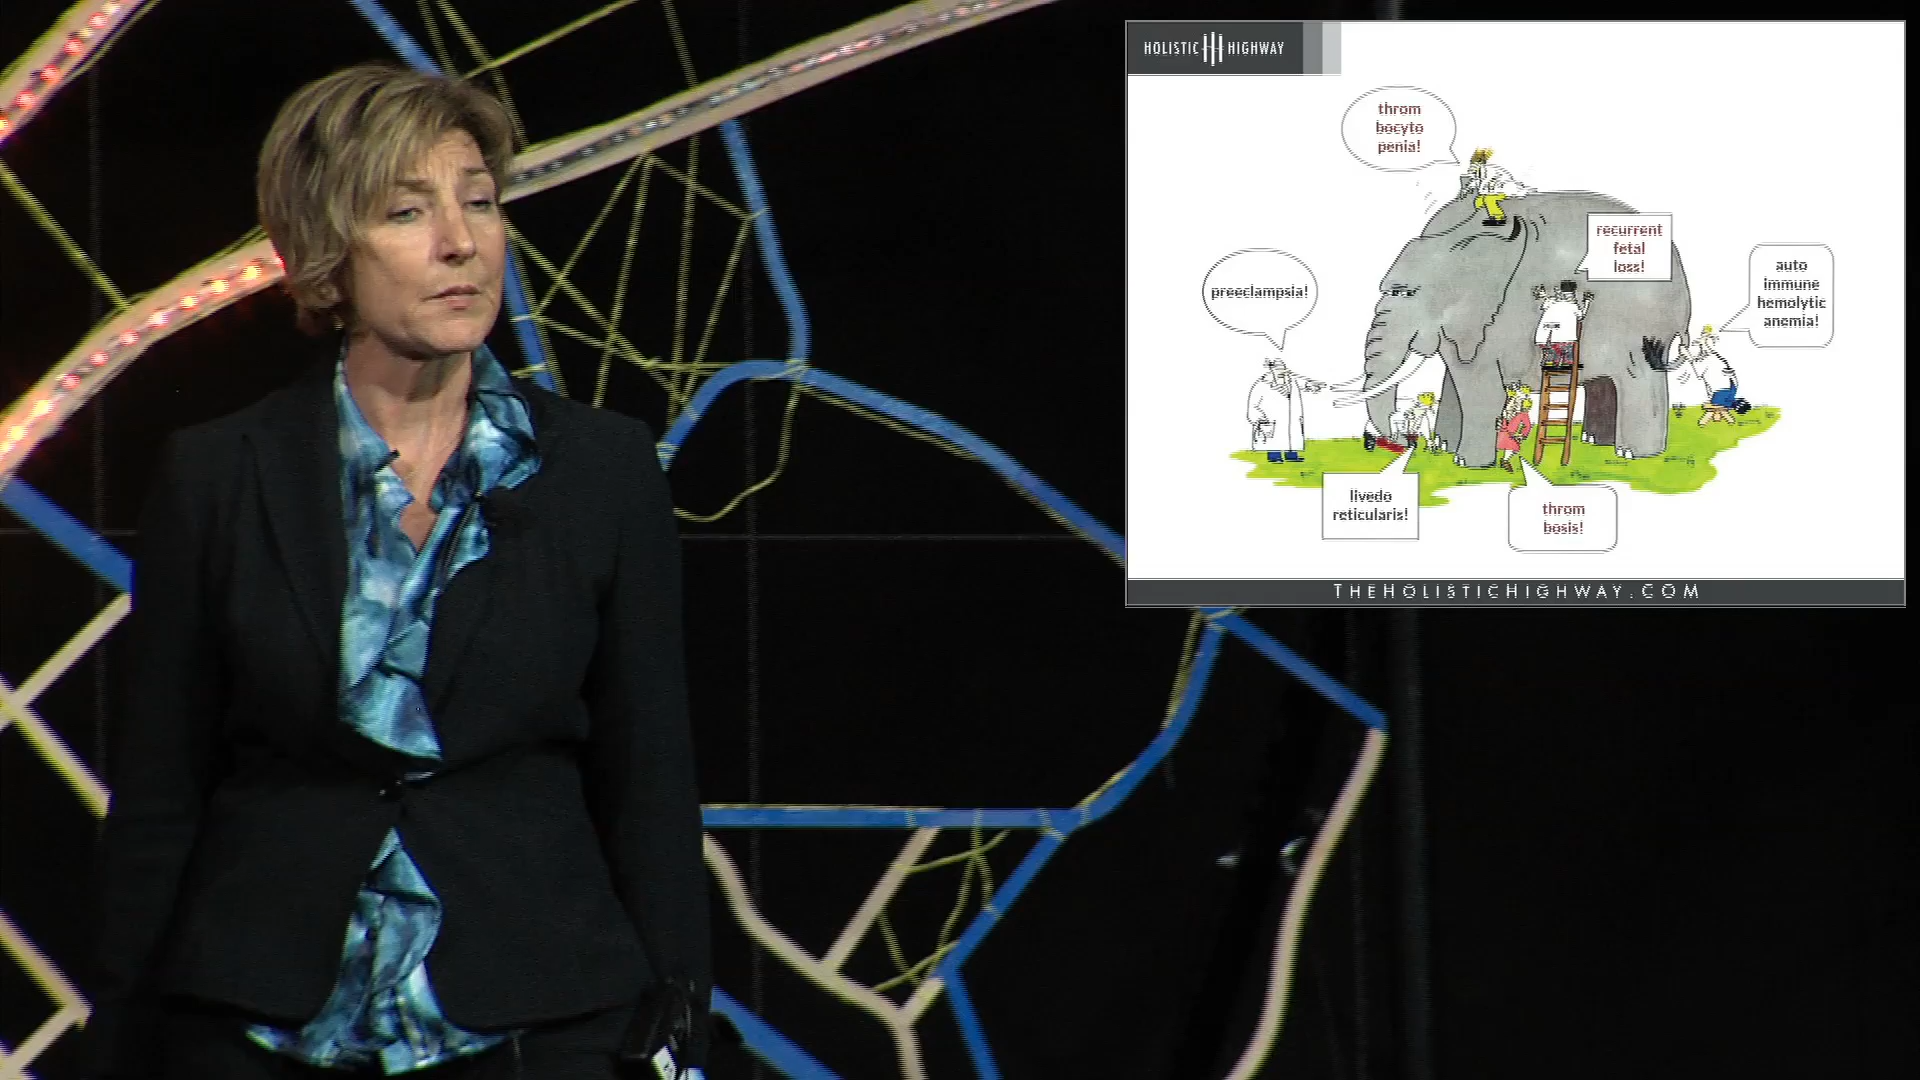 HOLISTIC HIGHWAY
throm
bocyto
penia!
recurrent
fetal
loss!
auto
immune
hemolytic
anemia!
preeclampsia!
livedo
reticularis!
throm
bosis!
THEHOLISTICHIGHWAY.COM